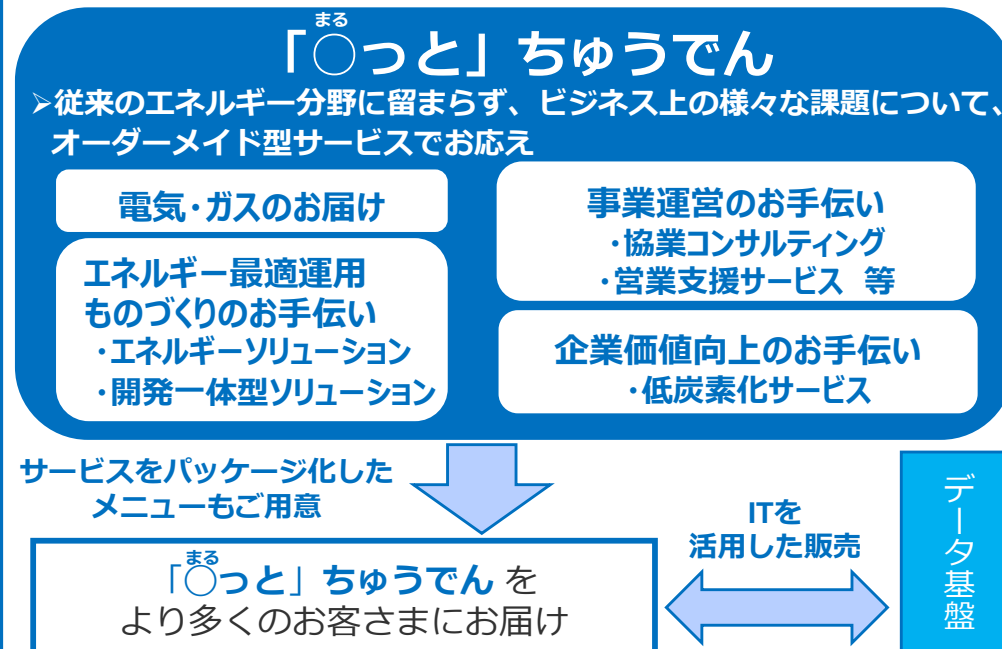 まる
「○っと」ちゅうでん
➢従来のエネルギー分野に留まらず、ビジネス上の様々な課題について、
オーダーメイド型サービスでお応え
電気・ガスのお届け
エネルギー最適運用
ものづくりのお手伝い
・エネルギーソリューション
・開発一体型ソリューション
事業運営のお手伝い
・協業コンサルティング
・営業支援サービス 等
企業価値向上のお手伝い
・低炭素化サービス
サービスをパッケージ化した
メニューもご用意
まる
「○っと」ちゅうでん を
より多くのお客さまにお届け
ITを
活用した販売
データ基盤